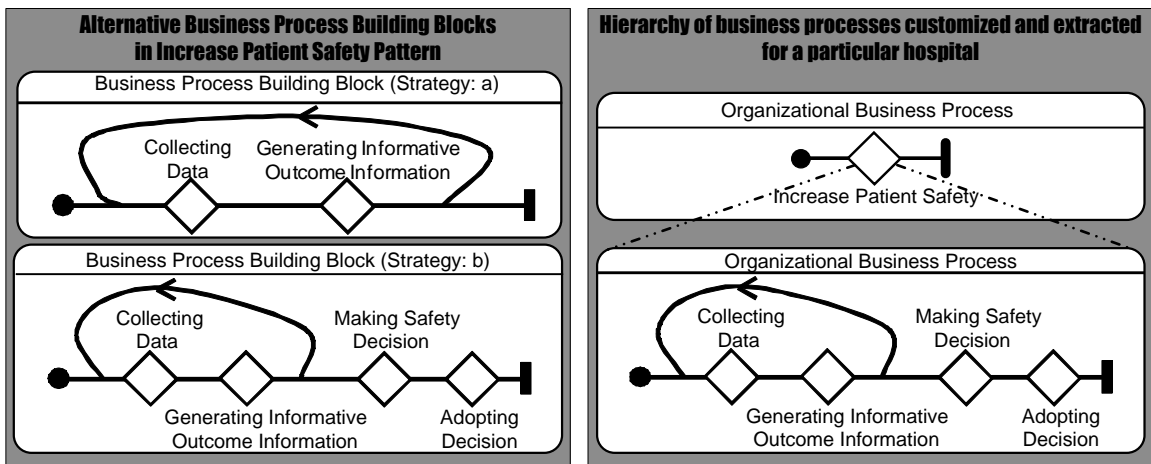 Alternative Business Process Building Blocks
in Increase Patient Safety Pattern
Business Process Building Block (Strategy: a)
Collecting
Data
Generating Informative
Outcome Information
Business Process Building Block (Strategy: b)
Collecting
Data
Making Safety
Decision
Generating Informative
Outcome Information
Adopting
Decision
Hierarchy of business processes customized and extracted
for a particular hospital
Organizational Business Process
Increase Patient Safety
Organizational Business Process
Collecting
Data
Making Safety
Decision
Generating Informative
Outcome Information
Adopting
Decision